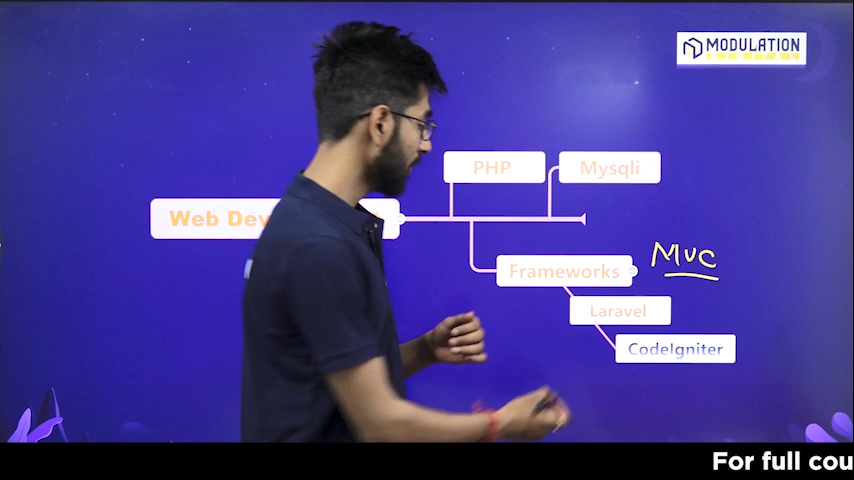 MODULATION
PHP
Mysqli
Web Dev
Frameworks
MVC
Laravel
CodeIgniter
For full cou